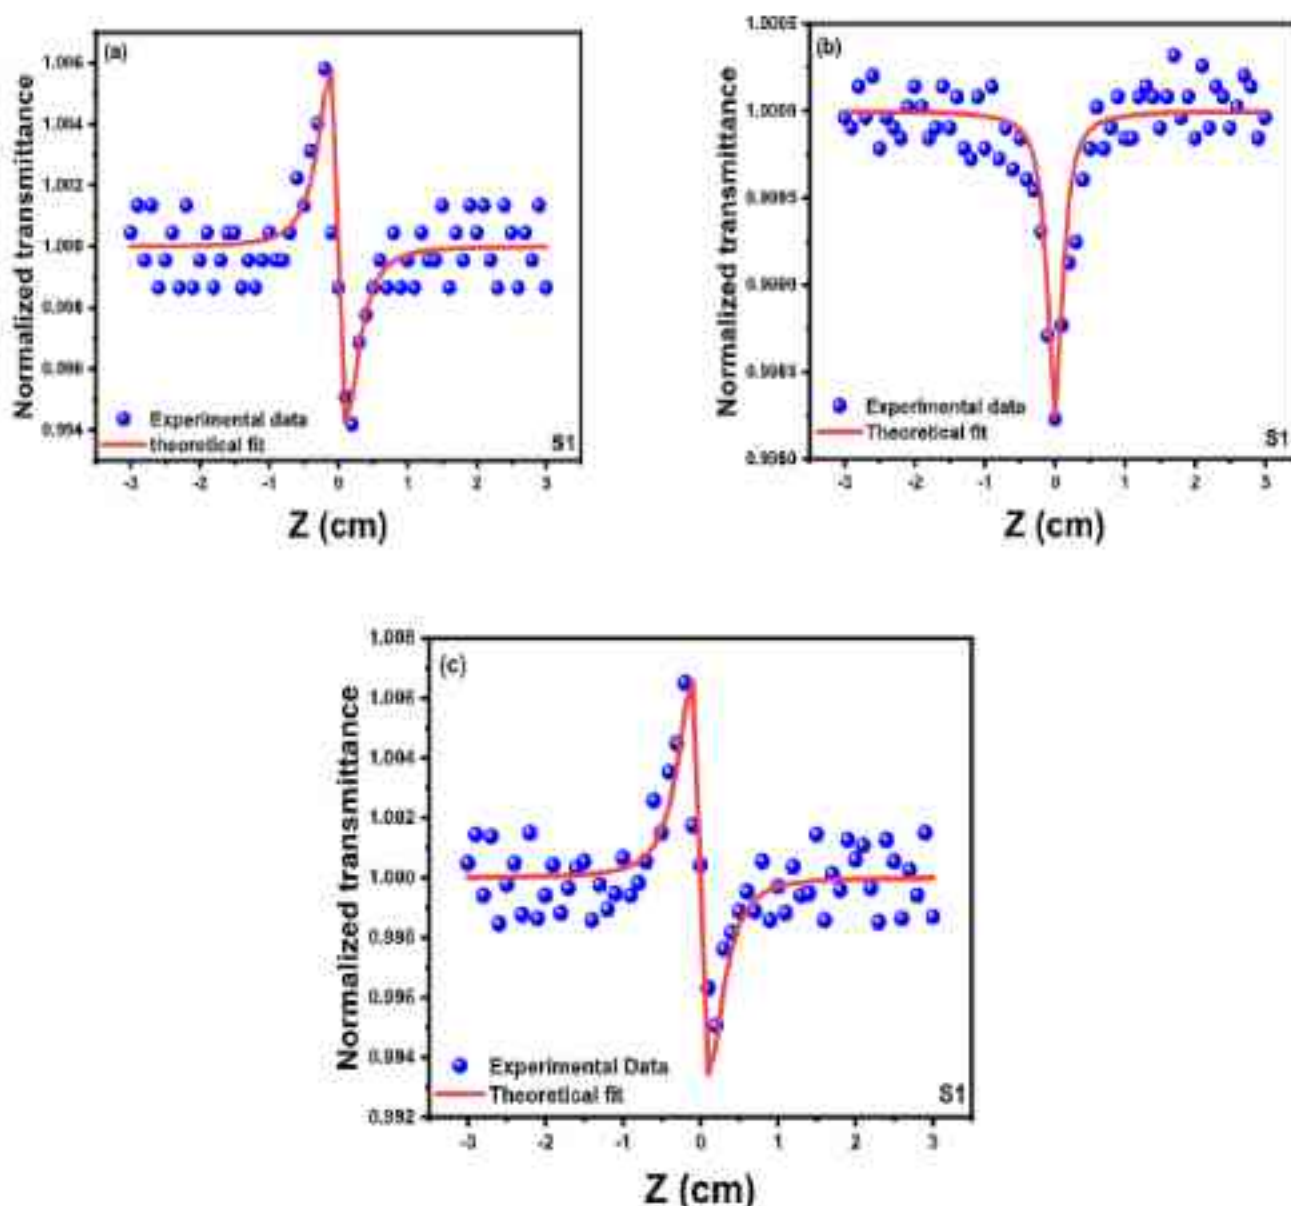 (a)
Normalized transmittance
1.006
1.004
1.002
1.000
0.998
0.996
0.994
Experimental data
theoretical fit
S1
-3 -2 -1 0 1 2 3
Z (cm)
(b)
Normalized transmittance
1.0005
1.0000
0.9995
0.9990
0.9985
0.9980
Experimental data
Theoretical fit
S1
-3 -2 -1 0 1 2 3
Z (cm)
(c)
Normalized transmittance
1.008
1.006
1.004
1.002
1.000
0.998
0.996
0.994
0.992
Experimental Data
Theoretical fit
S1
-3 -2 -1 0 1 2 3
Z (cm)